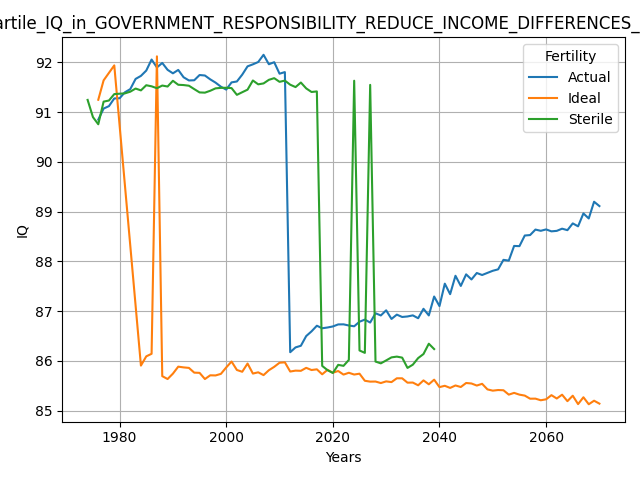 artile_IQ_in_GOVERNMENT_RESPONSIBILITY_REDUCE_INCOME_DIFFERENCES_
Fertility
Actual
Ideal
Sterile
IQ
92
91
90
89
88
87
86
85
1980
2000
2020
2040
2060
Years